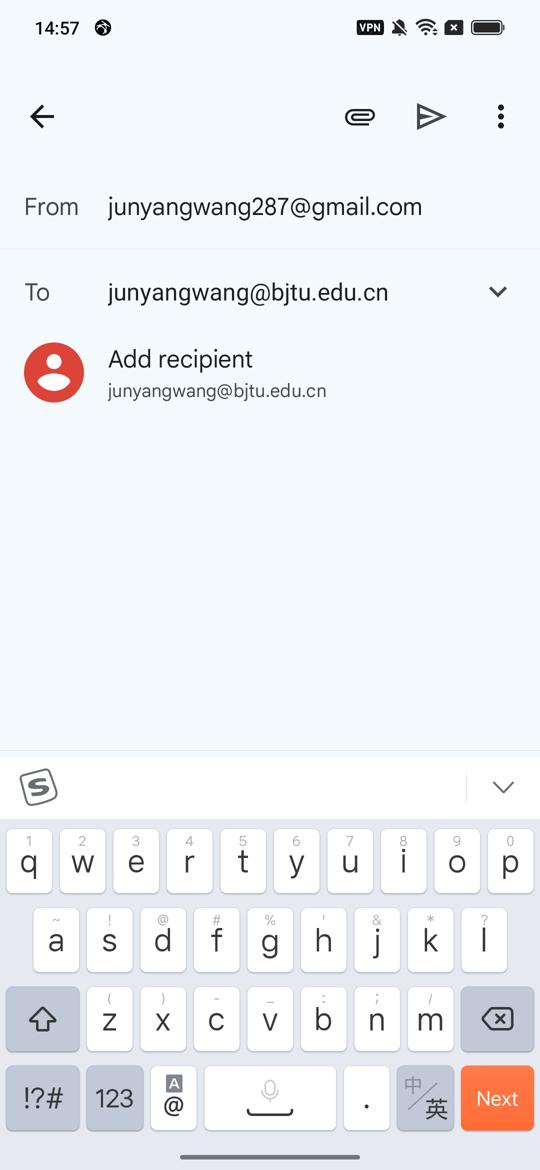 14:57 VPN
From junyangwang287@gmail.com
To junyangwang@bjtu.edu.cn
Add recipient
junyangwang@bjtu.edu.cn
S
1 2 3 4 5 6 7 8 9 0
q w e r t y u i o p
~ ! @ # % ' & * ?
a s d f g h j k l
( ) - _ : ; /
z x c v b n m
!?# 123 A @ . 中/英 Next